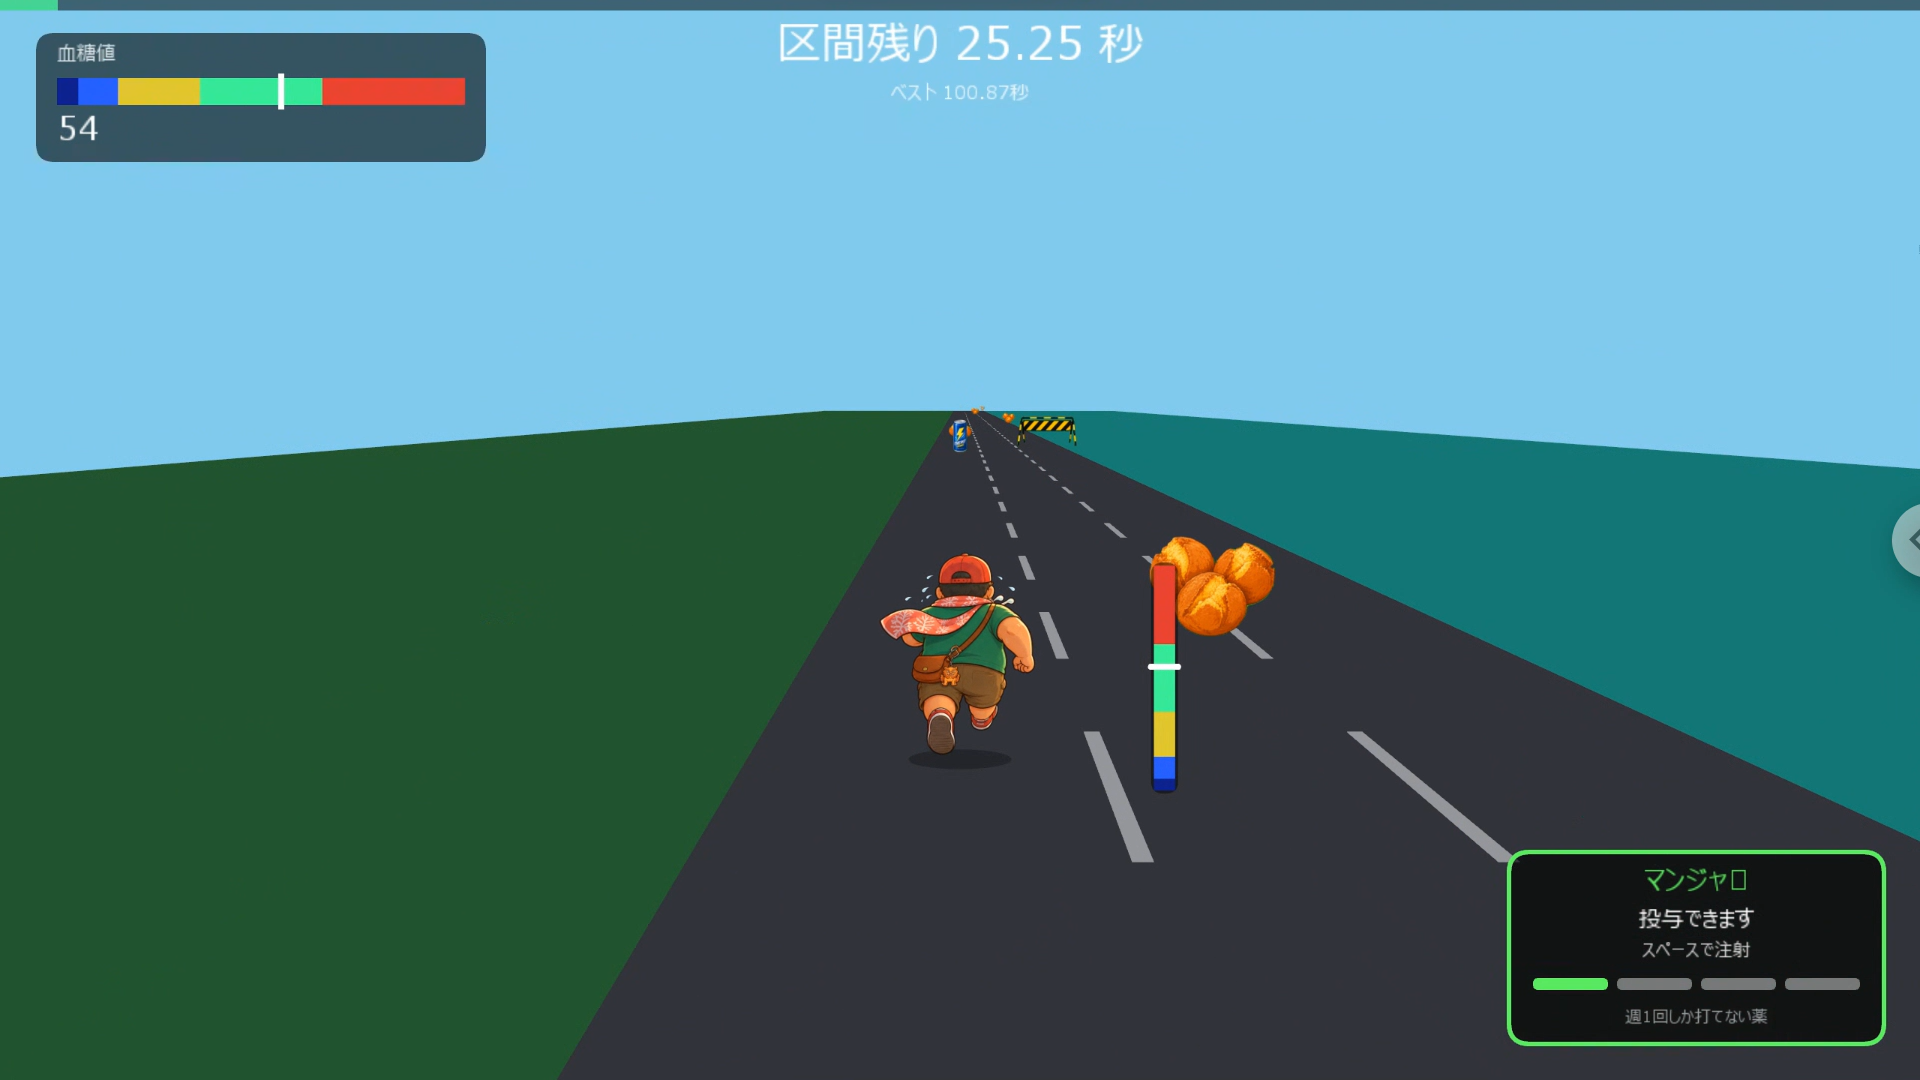 区間残り 25.25 秒
ベスト 100.87秒
血糖値
54
マンジャ
投与できます
スペースで注射
週1回しか打てない薬